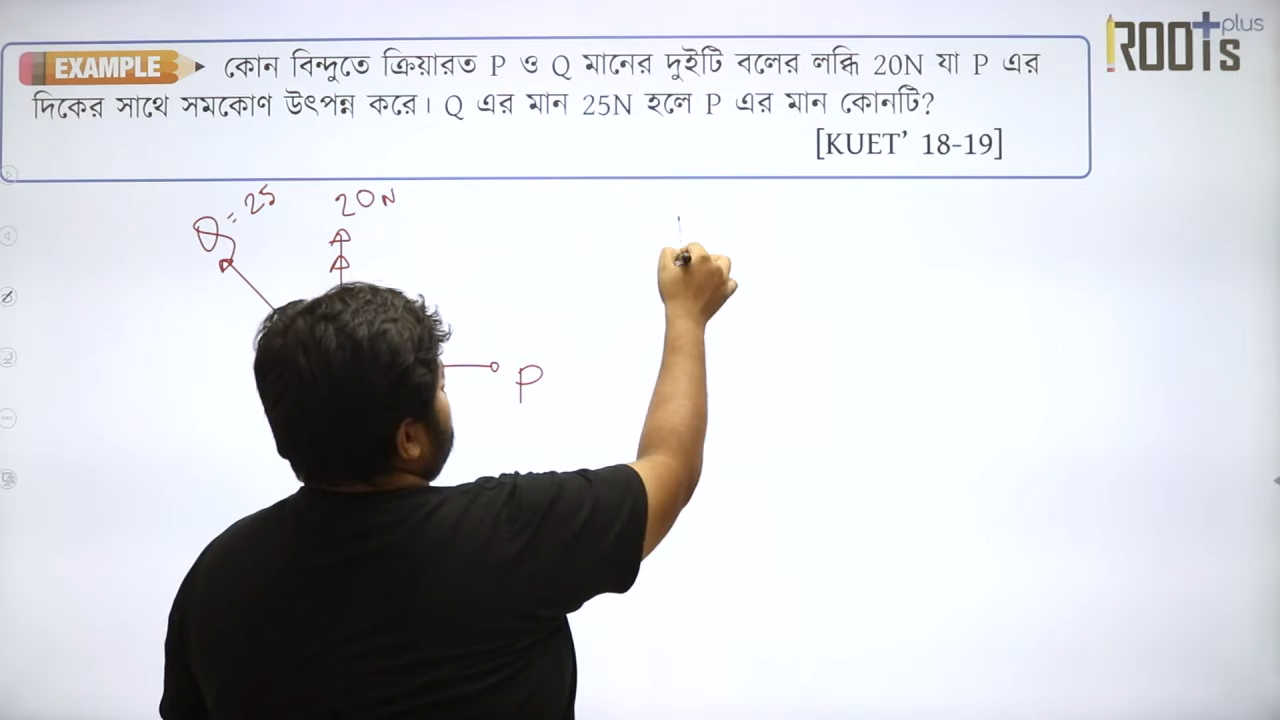 ROOTs plus
EXAMPLE কোন বিন্দুতে ক্রিয়ারত P ও Q মানের দুইটি বলের লব্ধি 20N যা P এর
দিকের সাথে সমকোণ উৎপন্ন করে। Q এর মান 25N হলে P এর মান কোনটি?
[KUET’ 18-19]
Q = 25
20N
P